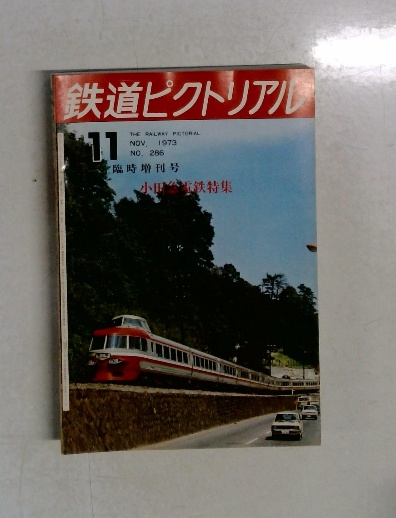 鉄道ピクトリアル
THE RAILWAY PICTORIAL
11
NOV. 1973
NO. 286
臨時増刊号
小田急電鉄特集